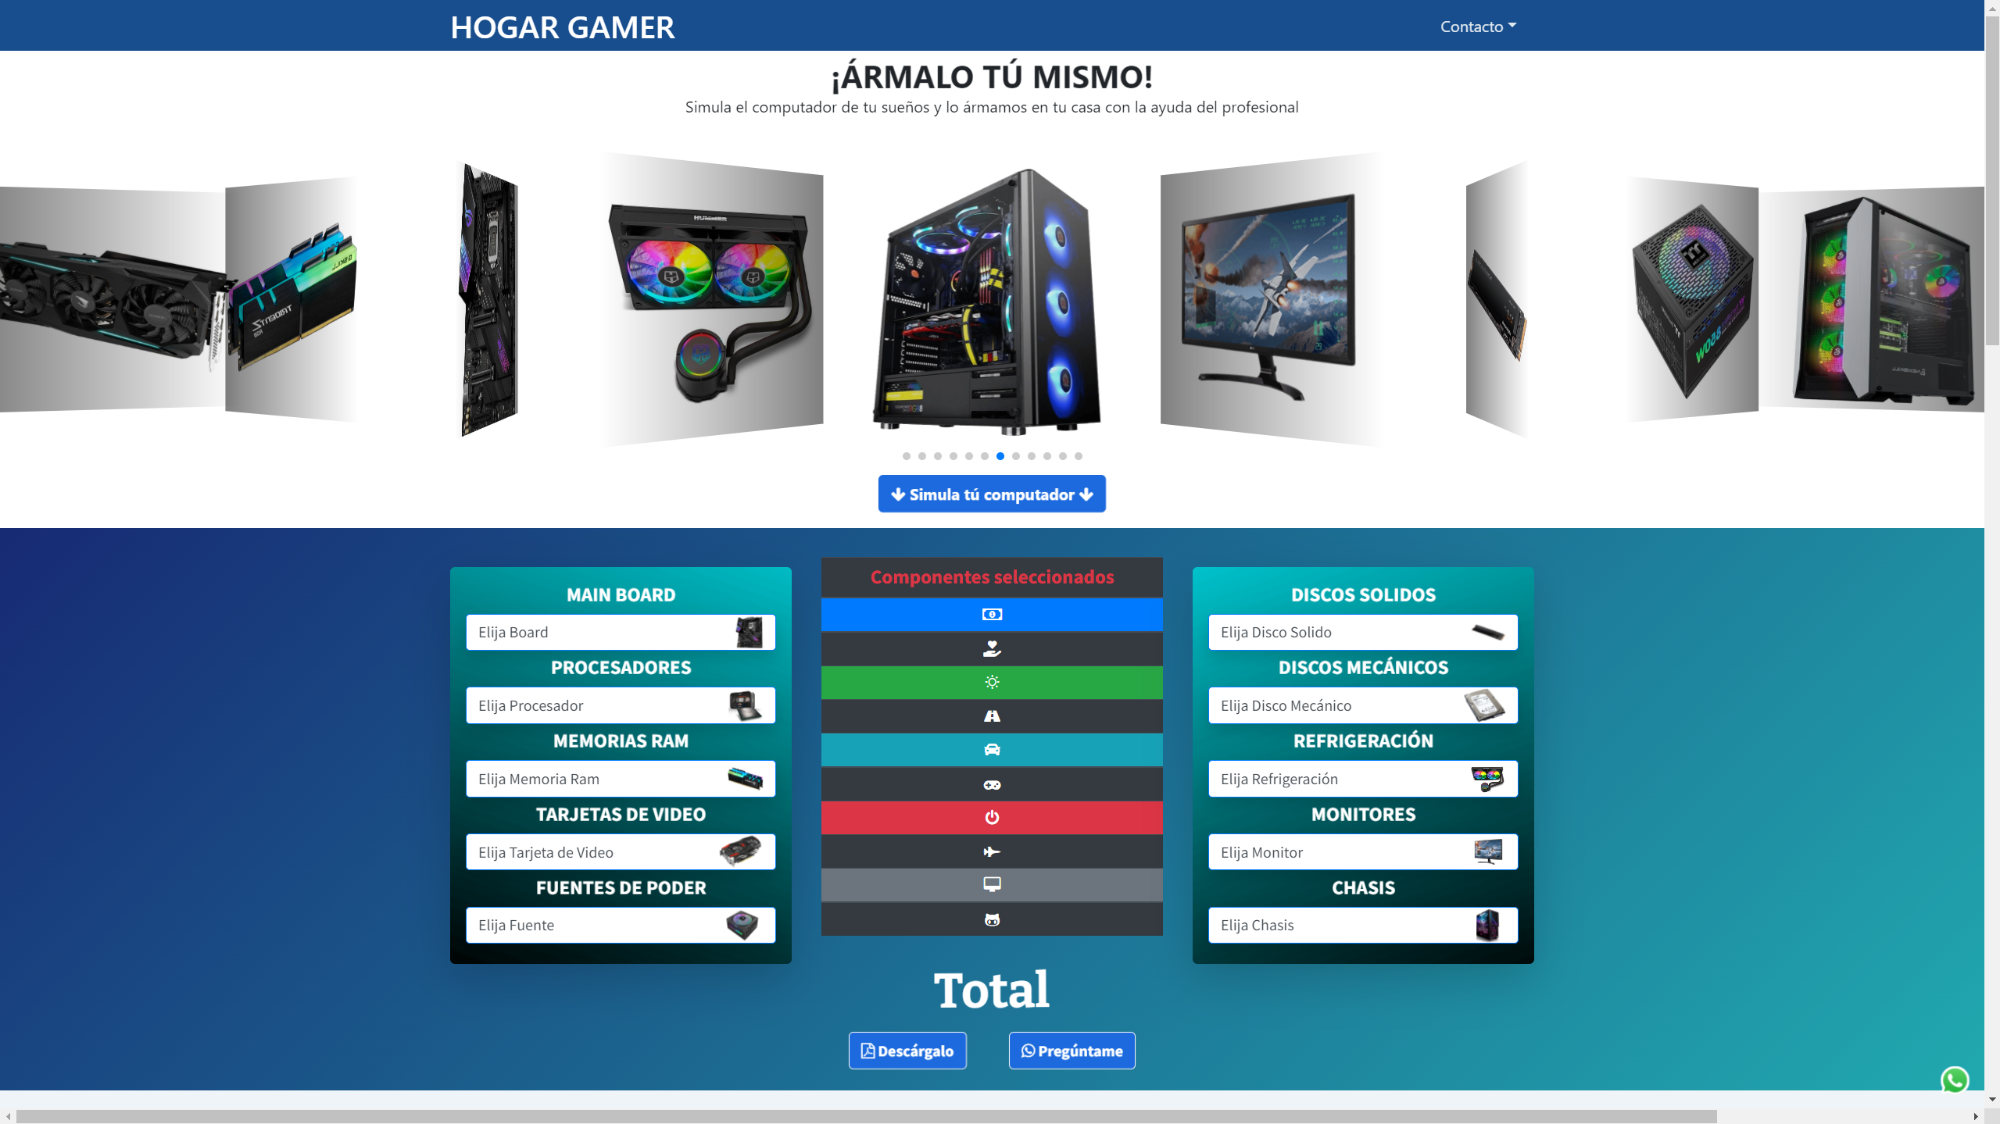 HOGAR GAMER
Contacto
¡ÁRMALO TÚ MISMO!
Simula el computador de tu sueños y lo ármamos en tu casa con la ayuda del profesional
Simula tú computador
Componentes seleccionados
MAIN BOARD
Elija Board
PROCESADORES
Elija Procesador
MEMORIAS RAM
Elija Memoria Ram
TARJETAS DE VIDEO
Elija Tarjeta de Video
FUENTES DE PODER
Elija Fuente
DISCOS SOLIDOS
Elija Disco Solido
DISCOS MECÁNICOS
Elija Disco Mecánico
REFRIGERACIÓN
Elija Refrigeración
MONITORES
Elija Monitor
CHASIS
Elija Chasis
Total
Descárgalo
Pregúntame